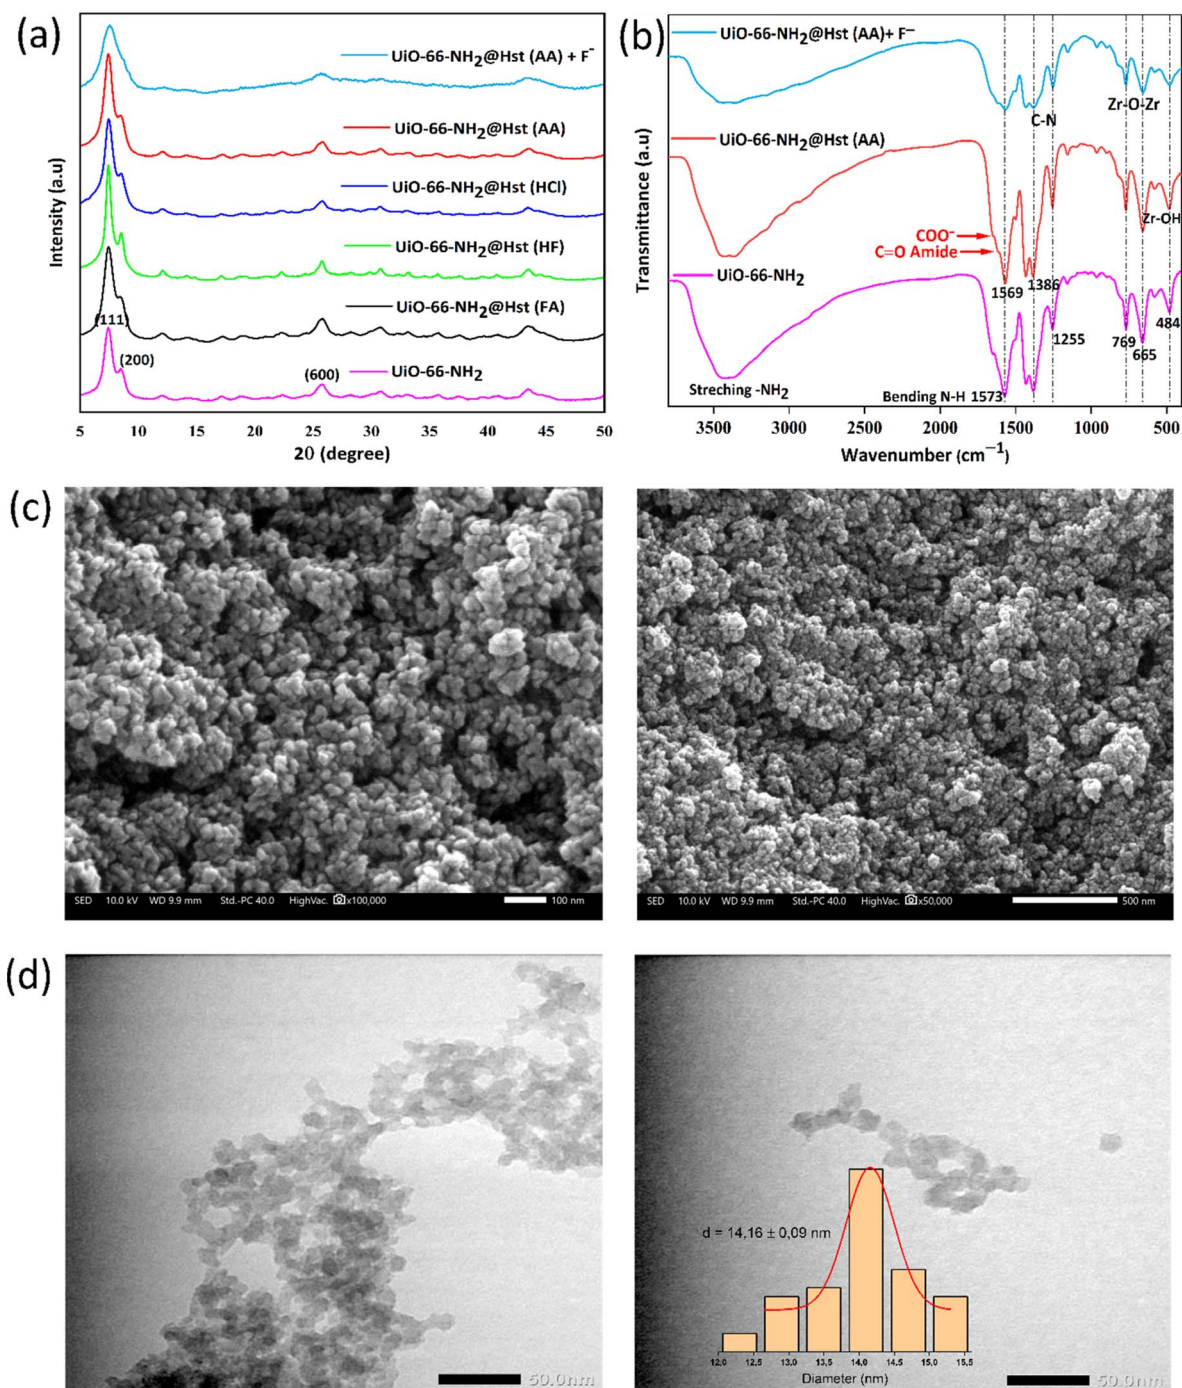 (a)
UiO-66-NH2@Hst (AA) + F-
UiO-66-NH2@Hst (AA)
UiO-66-NH2@Hst (HCl)
UiO-66-NH2@Hst (HF)
UiO-66-NH2@Hst (FA)
(111)
(200)
(600)
UiO-66-NH2
Intensity (a.u)
5 10 15 20 25 30 35 40 45 50
2θ (degree)
(b)
UiO-66-NH2@Hst (AA)+ F−
Zr-O-Zr
C-N
UiO-66-NH2@Hst (AA)
Zr-OH
COO−
C=O Amide
1569
1386
UiO-66-NH2
1255
769
665
484
Streching -NH2
Bending N-H 1573
Transmittance (a.u)
3500 3000 2500 2000 1500 1000 500
Wavenumber (cm−1)
(c)
SED 10.0 kV WD 9.9 mm Std.-PC 40.0 HighVac. x100,000 100 nm
SED 10.0 kV WD 9.9 mm Std.-PC 40.0 HighVac. x50,000 500 nm
(d)
50.0nm
d = 14,16 ± 0,09 nm
12,0 12,5 13,0 13,5 14,0 14,5 15,0 15,5
Diameter (nm)
50.0nm